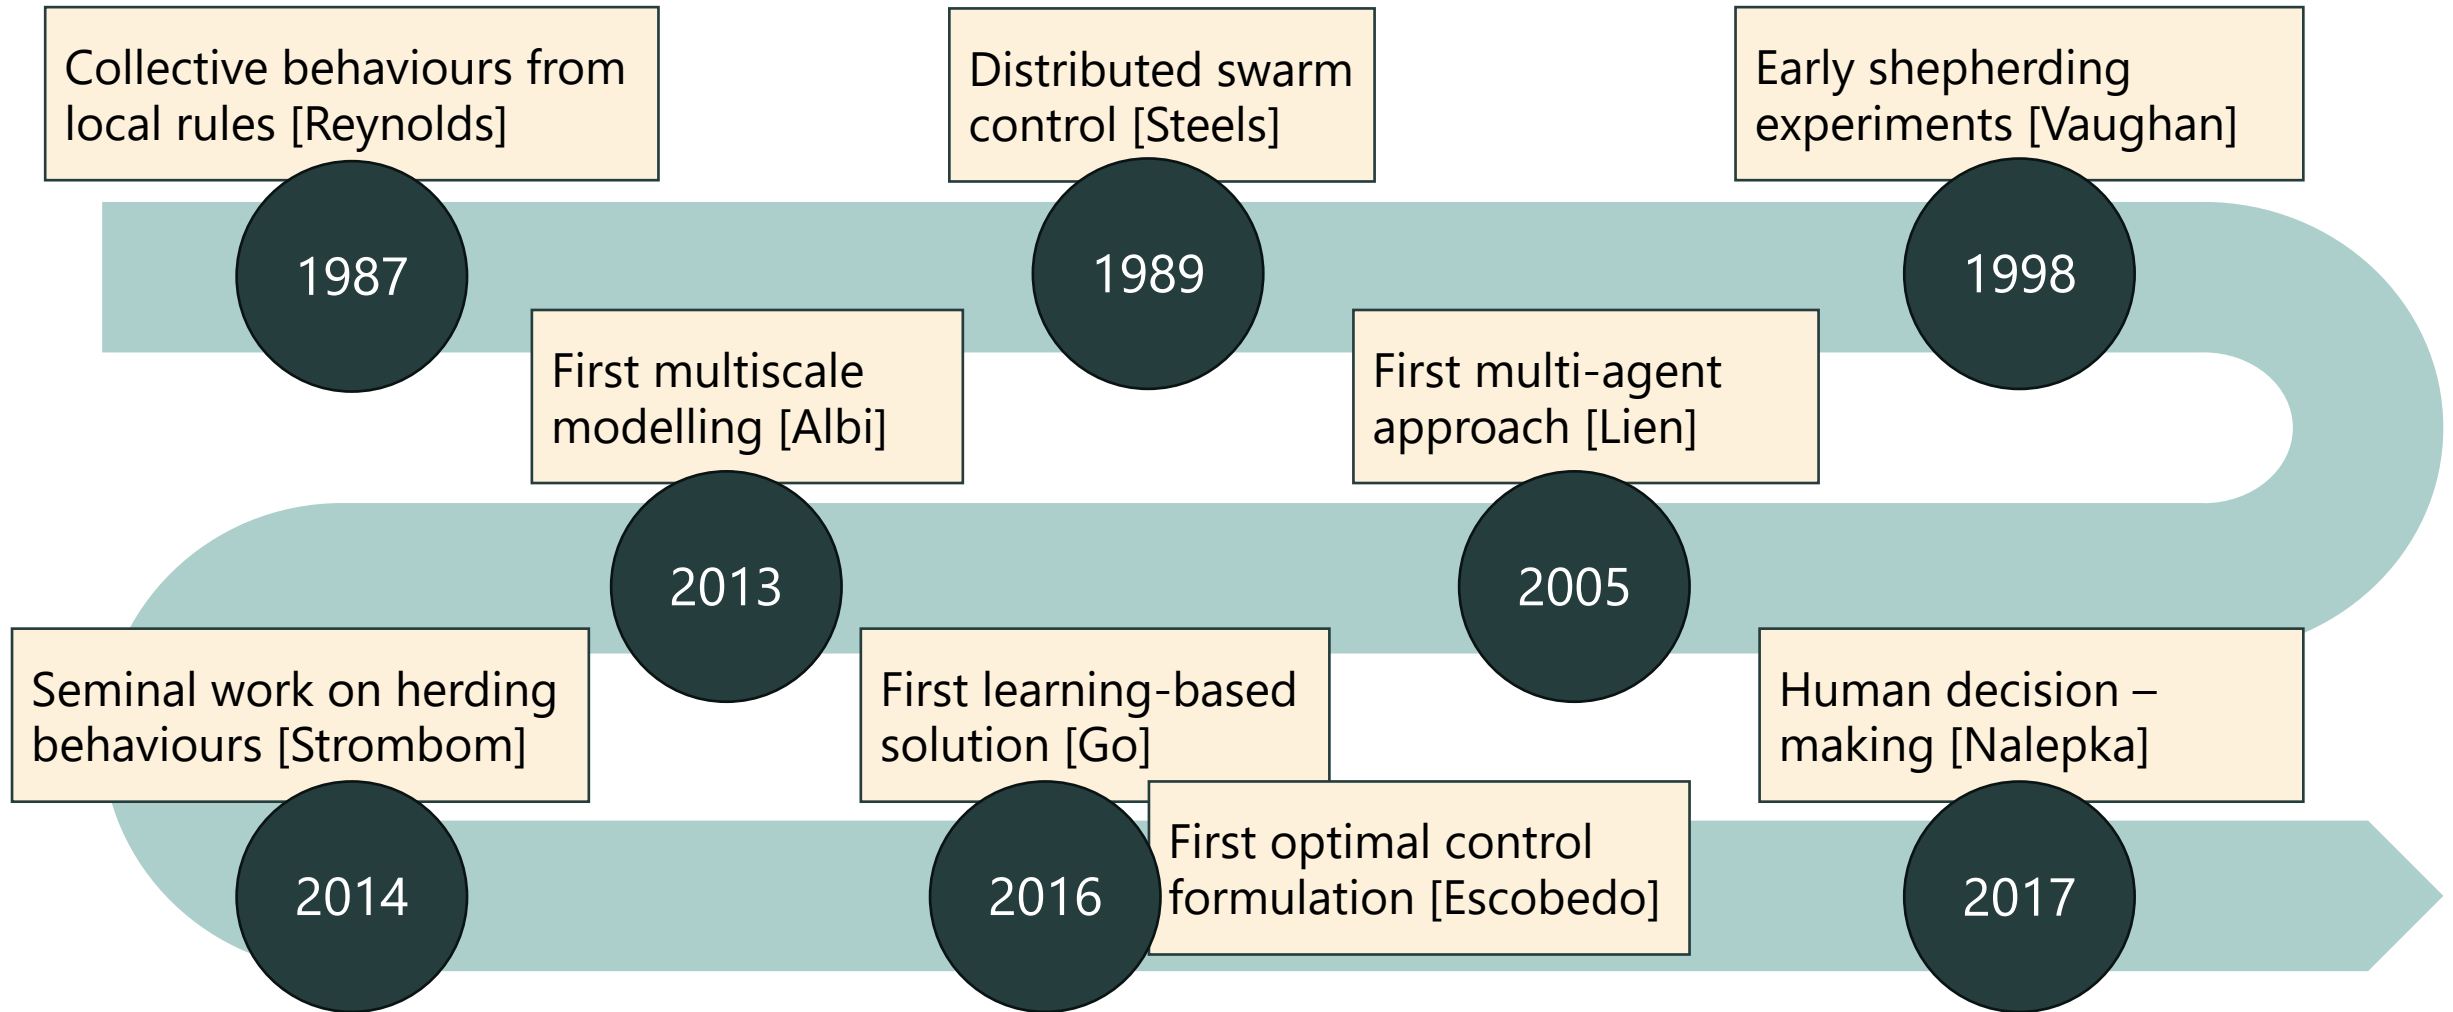 Collective behaviours from
local rules [Reynolds]
1987
Distributed swarm
control [Steels]
1989
Early shepherding
experiments [Vaughan]
1998
First multi-agent
approach [Lien]
2005
First multiscale
modelling [Albi]
2013
Seminal work on herding
behaviours [Strombom]
2014
First learning-based
solution [Go]
2016
First optimal control
formulation [Escobedo]
Human decision –
making [Nalepka]
2017